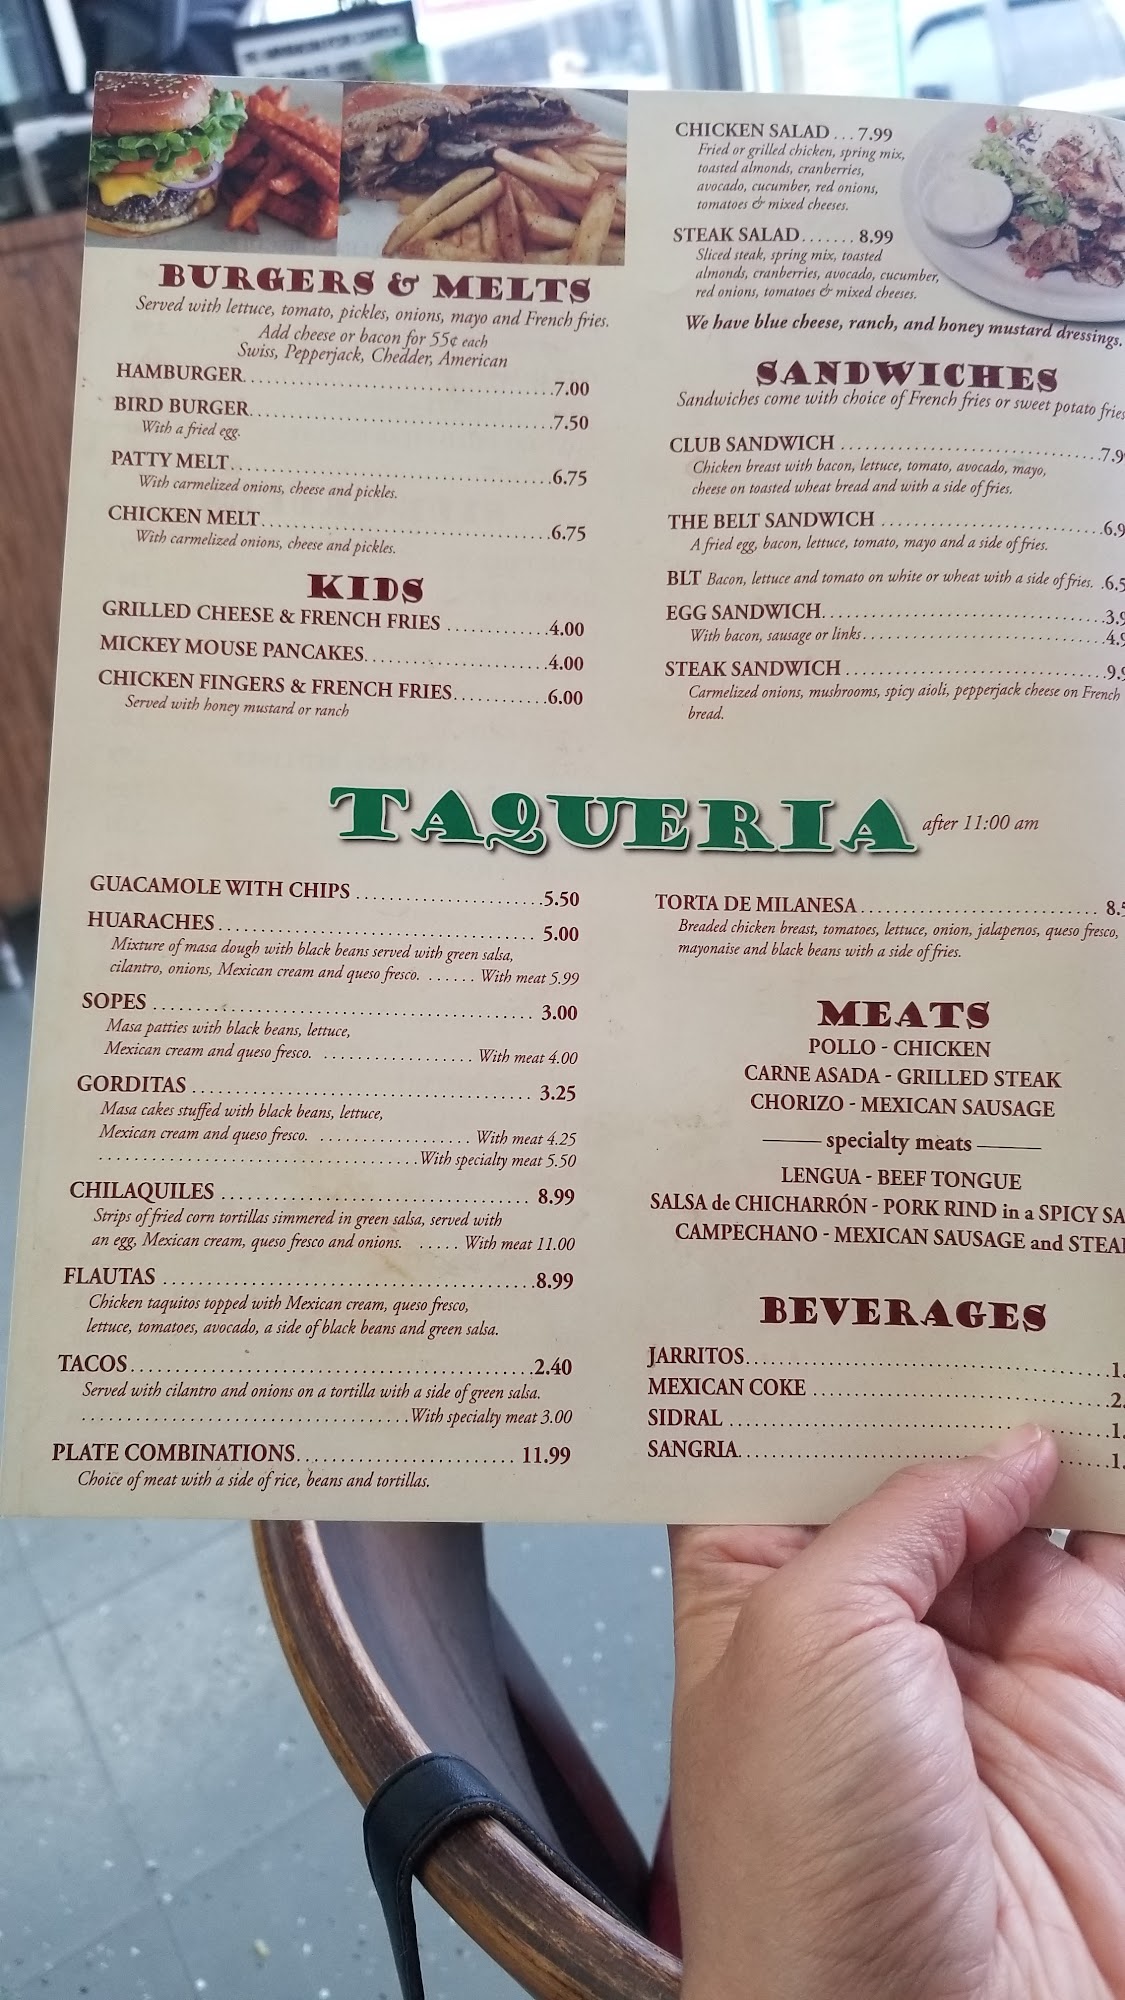 BURGERS & MELTS
Served with lettuce, tomato, pickles, onions, mayo and French fries.
Add cheese or bacon for 55¢ each
Swiss, Pepperjack, Chedder, American
HAMBURGER.......7.00
BIRD BURGER.......7.50
With a fried egg.
PATTY MELT.......6.75
With carmelized onions, cheese and pickles.
CHICKEN MELT.......6.75
With carmelized onions, cheese and pickles.
KIDS
GRILLED CHEESE & FRENCH FRIES.......4.00
MICKEY MOUSE PANCAKES.......4.00
CHICKEN FINGERS & FRENCH FRIES.......6.00
Served with honey mustard or ranch
CHICKEN SALAD ... 7.99
Fried or grilled chicken, spring mix,
toasted almonds, cranberries,
avocado, cucumber, red onions,
tomatoes & mixed cheeses.
STEAK SALAD....... 8.99
Sliced steak, spring mix, toasted
almonds, cranberries, avocado, cucumber,
red onions, tomatoes & mixed cheeses.
We have blue cheese, ranch, and honey mustard dressings.
SANDWICHES
Sandwiches come with choice of French fries or sweet potato fries
CLUB SANDWICH.......7.9
Chicken breast with bacon, lettuce, tomato, avocado, mayo,
cheese on toasted wheat bread and with a side of fries.
THE BELT SANDWICH.......6.9
A fried egg, bacon, lettuce, tomato, mayo and a side of fries.
BLT Bacon, lettuce and tomato on white or wheat with a side of fries. .6.5
EGG SANDWICH.......3.9
With bacon, sausage or links.......4.9
STEAK SANDWICH.......9.9
Carmelized onions, mushrooms, spicy aioli, pepperjack cheese on French
bread.
TAQUERIA after 11:00 am
GUACAMOLE WITH CHIPS.......5.50
HUARACHES.......5.00
Mixture of masa dough with black beans served with green salsa,
cilantro, onions, Mexican cream and queso fresco. ...... With meat 5.99
SOPES.......3.00
Masa patties with black beans, lettuce,
Mexican cream and queso fresco. ....... With meat 4.00
GORDITAS.......3.25
Masa cakes stuffed with black beans, lettuce,
Mexican cream and queso fresco. ....... With meat 4.25
.......With specialty meat 5.50
CHILAQUILES.......8.99
Strips of fried corn tortillas simmered in green salsa, served with
an egg, Mexican cream, queso fresco and onions. ..... With meat 11.00
FLAUTAS.......8.99
Chicken taquitos topped with Mexican cream, queso fresco,
lettuce, tomatoes, avocado, a side of black beans and green salsa.
TACOS.......2.40
Served with cilantro and onions on a tortilla with a side of green salsa.
.......With specialty meat 3.00
PLATE COMBINATIONS.......11.99
Choice of meat with a side of rice, beans and tortillas.
TORTA DE MILANESA.......8.5
Breaded chicken breast, tomatoes, lettuce, onion, jalapenos, queso fresco,
mayonaise and black beans with a side of fries.
MEATS
POLLO - CHICKEN
CARNE ASADA - GRILLED STEAK
CHORIZO - MEXICAN SAUSAGE
specialty meats
LENGUA - BEEF TONGUE
SALSA de CHICHARRÓN - PORK RIND in a SPICY SA
CAMPECHANO - MEXICAN SAUSAGE and STEA
BEVERAGES
JARRITOS.......1.
MEXICAN COKE.......2.
SIDRAL.......1.
SANGRIA.......1.